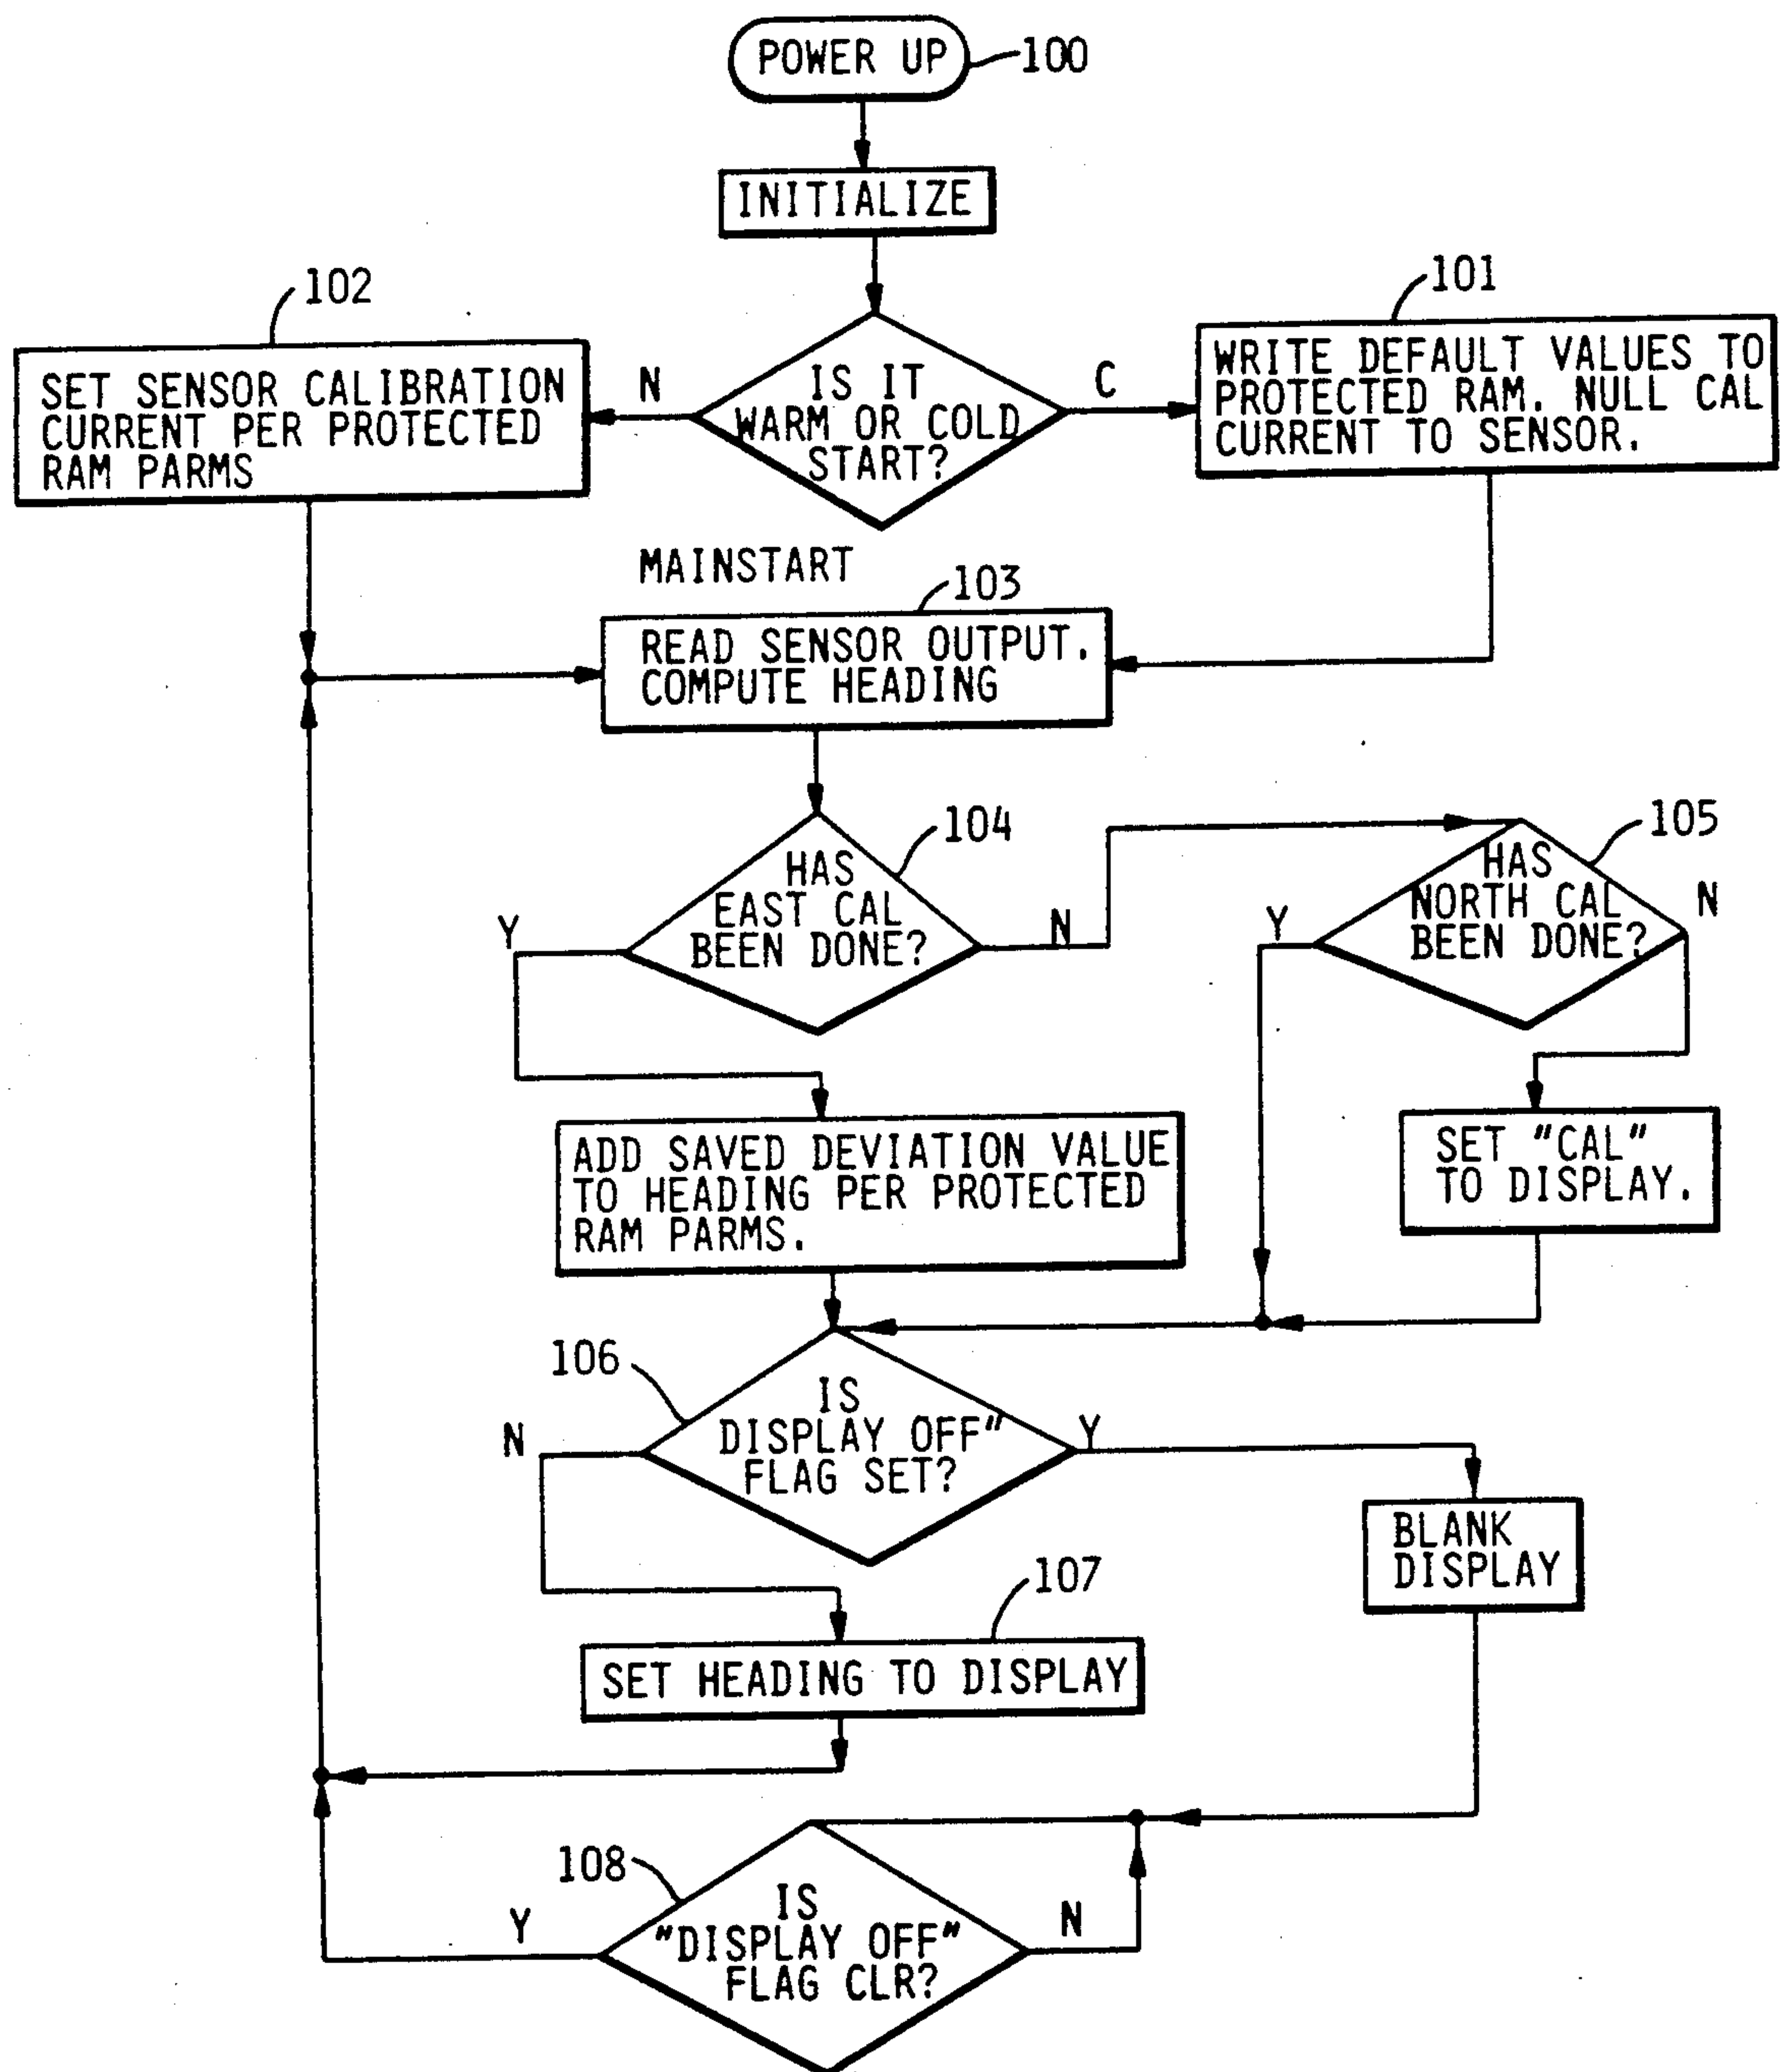 POWER UP
100
INITIALIZE
102
101
SET SENSOR CALIBRATION
CURRENT PER PROTECTED
RAM PARMS
N
IS IT
WARM OR COLD
START?
C
WRITE DEFAULT VALUES TO
PROTECTED RAM. NULL CAL
CURRENT TO SENSOR.
MAINSTART
103
READ SENSOR OUTPUT.
COMPUTE HEADING
104
HAS
EAST CAL
BEEN DONE?
Y
N
105
HAS
NORTH CAL
BEEN DONE?
Y
N
ADD SAVED DEVIATION VALUE
TO HEADING PER PROTECTED
RAM PARMS.
SET "CAL"
TO DISPLAY.
106
IS
DISPLAY OFF"
FLAG SET?
N
Y
BLANK
DISPLAY
107
SET HEADING TO DISPLAY
108
IS
"DISPLAY OFF"
FLAG CLR?
Y
N